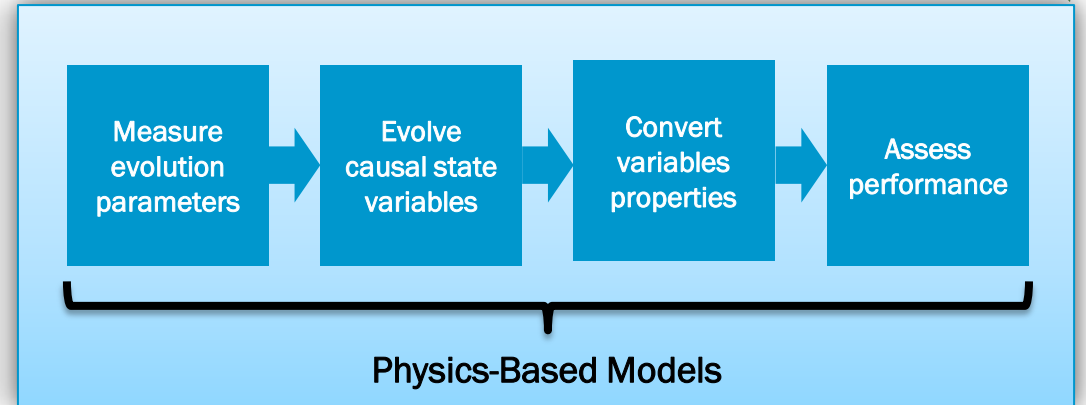 Measure
evolution
parameters
Evolve
causal state
variables
Convert
variables
properties
Assess
performance
Physics-Based Models